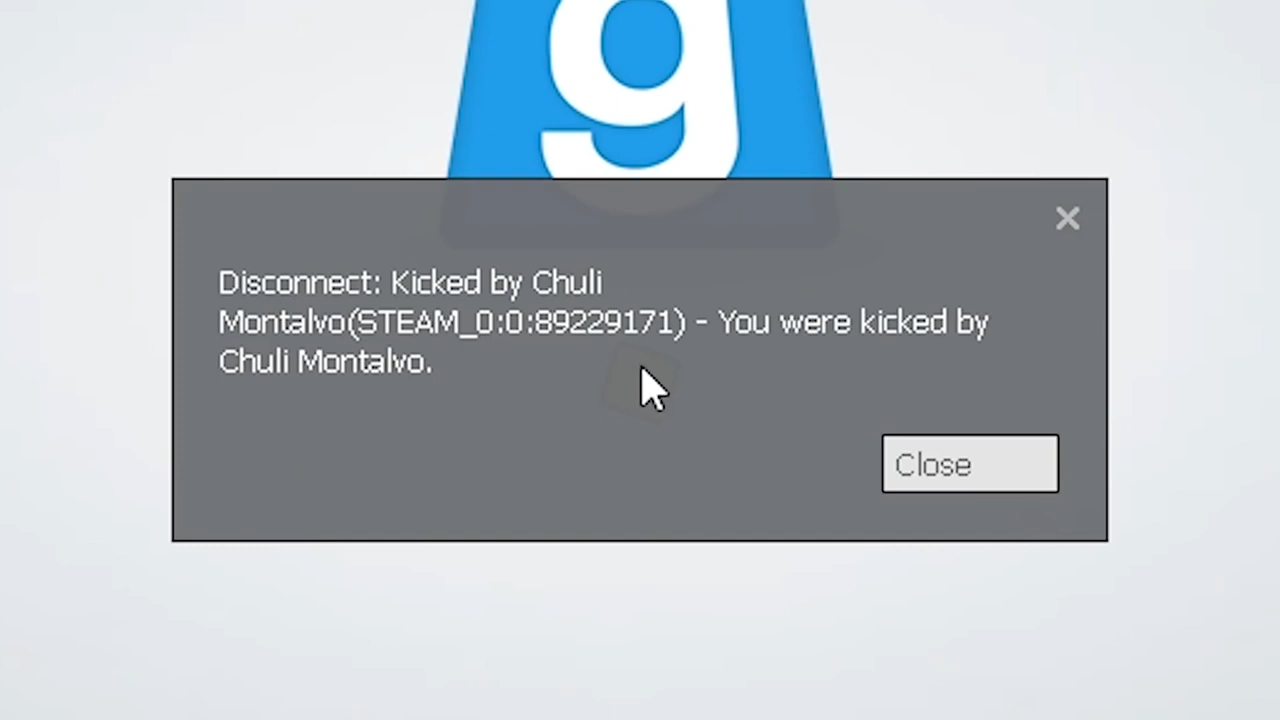 g
Disconnect: Kicked by Chuli
Montalvo(STEAM_0:0:89229171) - You were kicked by
Chuli Montalvo.
Close